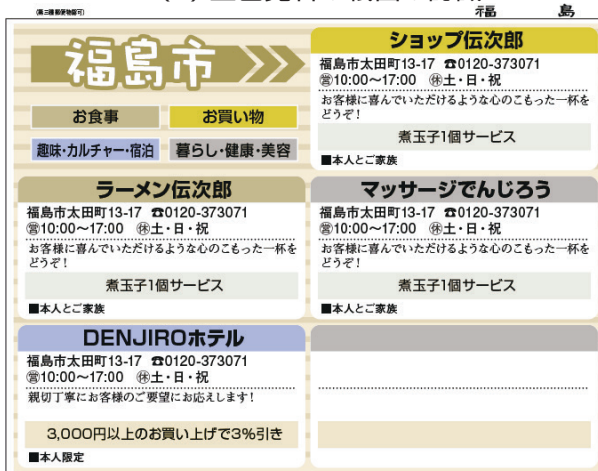 (第三種郵便物認可)
福 島
福島市
お食事
お買い物
趣味・カルチャー・宿泊
暮らし・健康・美容
ショップ伝次郎
福島市太田町13-17 ☎0120-373071
㊡10:00〜17:00 ㊡土・日・祝
お客様に喜んでいただけるような心のこもった一杯を
どうぞ!
煮玉子1個サービス
■本人とご家族
ラーメン伝次郎
福島市太田町13-17 ☎0120-373071
㊂10:00〜17:00 ㊡土・日・祝
お客様に喜んでいただけるような心のこもった一杯を
どうぞ!
煮玉子1個サービス
■本人とご家族
マッサージでんじろう
福島市太田町13-17 ☎0120-373071
営10:00〜17:00 ㊡土・日・祝
お客様に喜んでいただけるような心のこもった一杯を
どうぞ!
煮玉子1個サービス
■本人とご家族
DENJIROホテル
福島市太田町13-17 ☎0120-373071
営10:00〜17:00 ㊡土・日・祝
親切丁寧にお客様のご要望にお応えします!
3,000円以上のお買い上げで3%引き
■本人限定